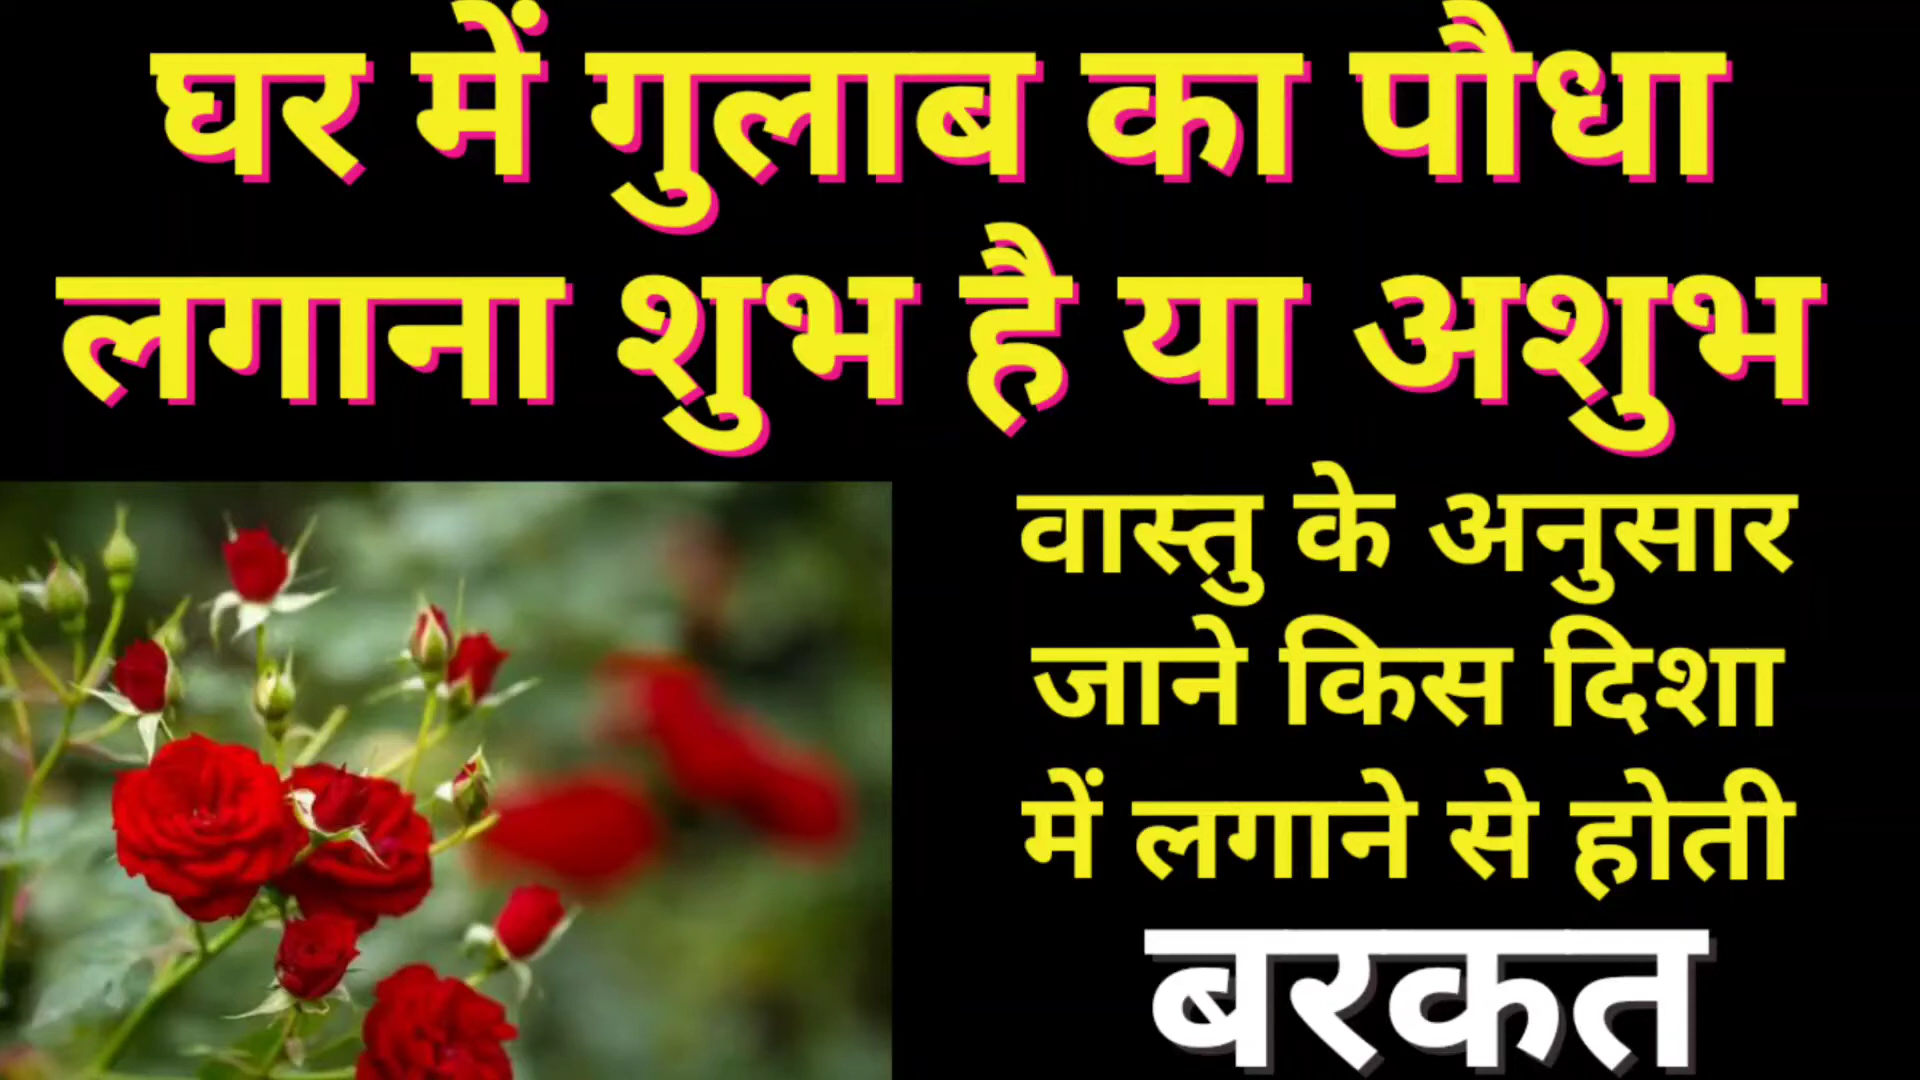 घर में गुलाब का पौधा
लगाना शुभ है या अशुभ
वास्तु के अनुसार
जाने किस दिशा
में लगाने से होती
बरकत